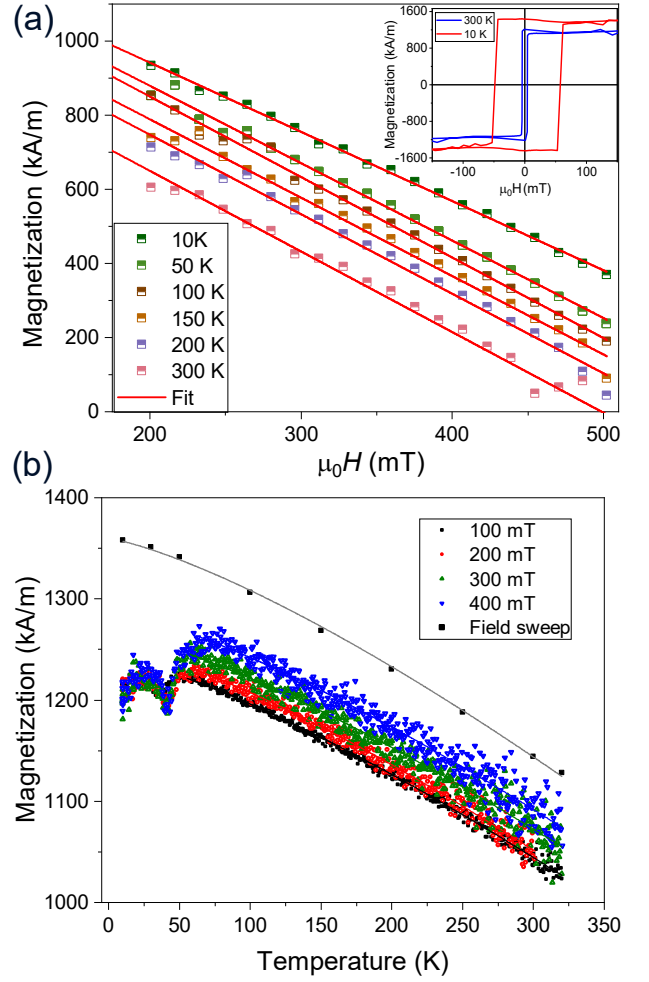 (a)
Magnetization (kA/m)
1000
800
600
400
200
0
200
300
400
500
μ₀H (mT)
10K
50 K
100 K
150 K
200 K
300 K
Fit
Magnetization (kA/m)
1600
800
0
-800
-1600
-100
0
100
μ₀H (mT)
300 K
10 K
(b)
Magnetization (kA/m)
1400
1300
1200
1100
1000
0
50
100
150
200
250
300
350
Temperature (K)
100 mT
200 mT
300 mT
400 mT
Field sweep